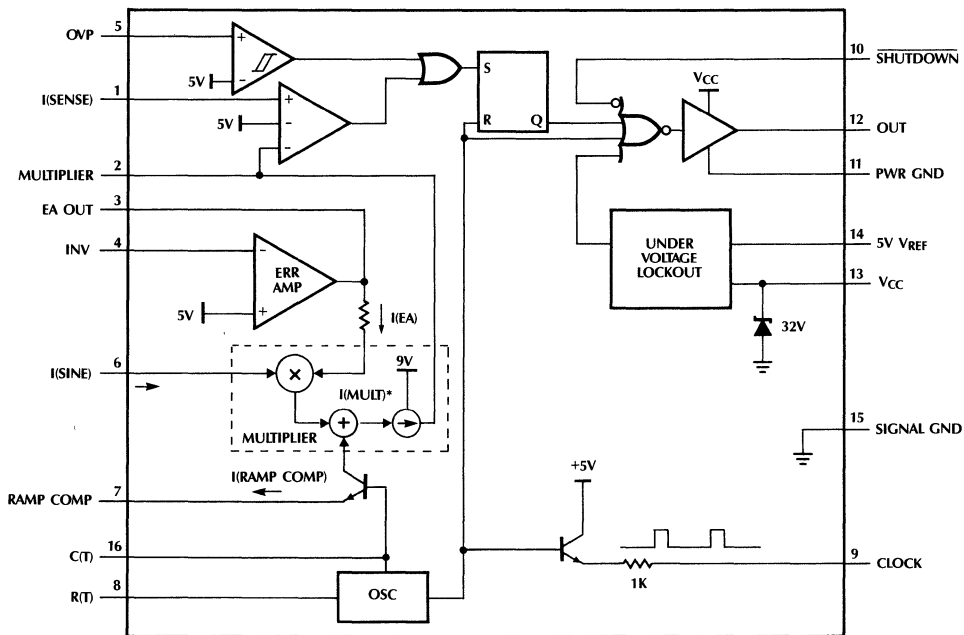 5
OVP
+
-
5V
1
I(SENSE)
+
5V
-
-
2
MULTIPLIER
3
EA OUT
4
INV
-
ERR
AMP
5V
+
I(EA)
6
I(SINE)
×
9V
I(MULT)*
+
MULTIPLIER
I(RAMP COMP)
7
RAMP COMP
16
C(T)
8
R(T)
OSC
S
R
Q
VCC
10
SHUTDOWN
12
OUT
11
PWR GND
UNDER
VOLTAGE
LOCKOUT
14
5V VREF
13
VCC
32V
15
SIGNAL GND
+5V
1K
9
CLOCK